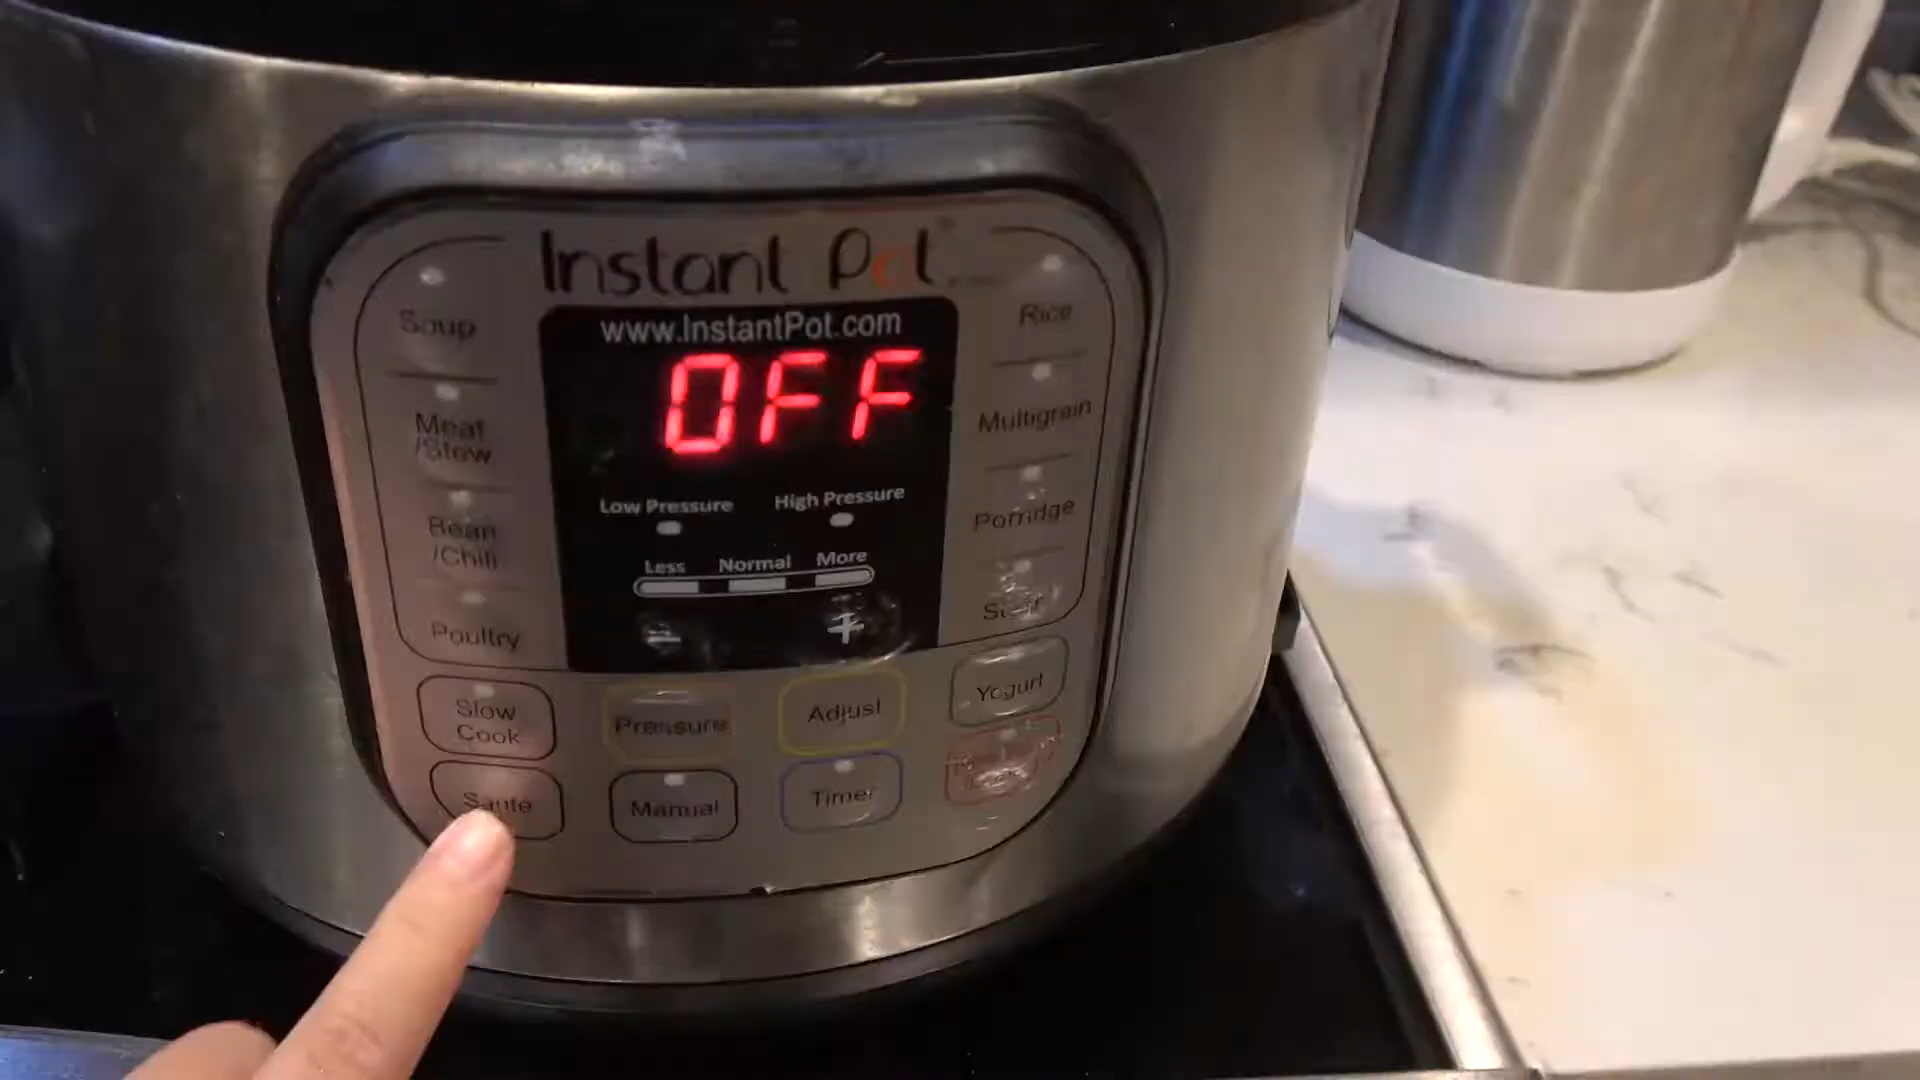 Instant Pot
www.InstantPot.com
OFF
Low Pressure
High Pressure
Less
Normal
More
-
+
Soup
Meat
/Stew
Bean
/Chili
Poultry
Slow
Cook
Saute
Pressure
Manual
Adjust
Timer
Rice
Multigrain
Porridge
Yogurt